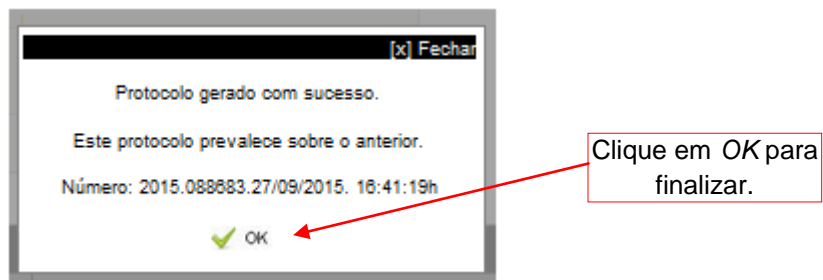 [x] Fechar
Protocolo gerado com sucesso.
Este protocolo prevalece sobre o anterior.
Número: 2015.088683.27/09/2015. 16:41:19h
OK
Clique em OK para
finalizar.